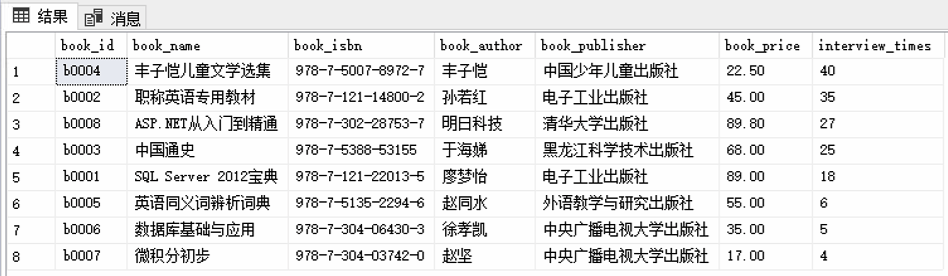 结果 消息
book_id book_name book_isbn book_author book_publisher book_price interview_times
1 b0004 丰子恺儿童文学选集 978-7-5007-8972-7 丰子恺 中国少年儿童出版社 22.50 40
2 b0002 职称英语专用教材 978-7-121-14800-2 孙若红 电子工业出版社 45.00 35
3 b0008 ASP.NET从入门到精通 978-7-302-28753-7 明日科技 清华大学出版社 89.80 27
4 b0003 中国通史 978-7-5388-53155 于海娣 黑龙江科学技术出版社 68.00 25
5 b0001 SQL Server 2012宝典 978-7-121-22013-5 廖梦怡 电子工业出版社 89.00 18
6 b0005 英语同义词辨析词典 978-7-5135-2294-6 赵同水 外语教学与研究出版社 55.00 6
7 b0006 数据库基础与应用 978-7-304-06430-3 徐孝凯 中央广播电视大学出版社 35.00 5
8 b0007 微积分初步 978-7-304-03742-0 赵坚 中央广播电视大学出版社 17.00 4